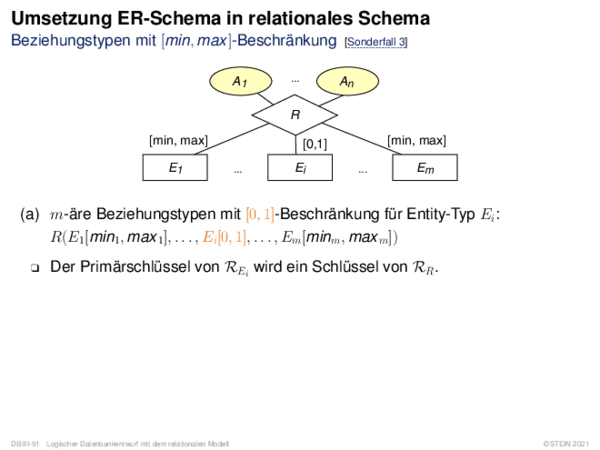 Umsetzung ER-Schema in relationales Schema
Beziehungstypen mit [min, max]-Beschränkung [Sonderfall 3]
A1 ... An
R
[min, max] [0,1] [min, max]
E1 ... Ei ... Em
(a) m-äre Beziehungstypen mit [0, 1]-Beschränkung für Entity-Typ Ei:
R(E1[min1, max1], . . . , Ei[0, 1], . . . , Em[minm, maxm])
❑ Der Primärschlüssel von REi wird ein Schlüssel von RR.
DB:III-91 Logischer Datenbankentwurf mit dem relationalen Modell ©STEIN 2021